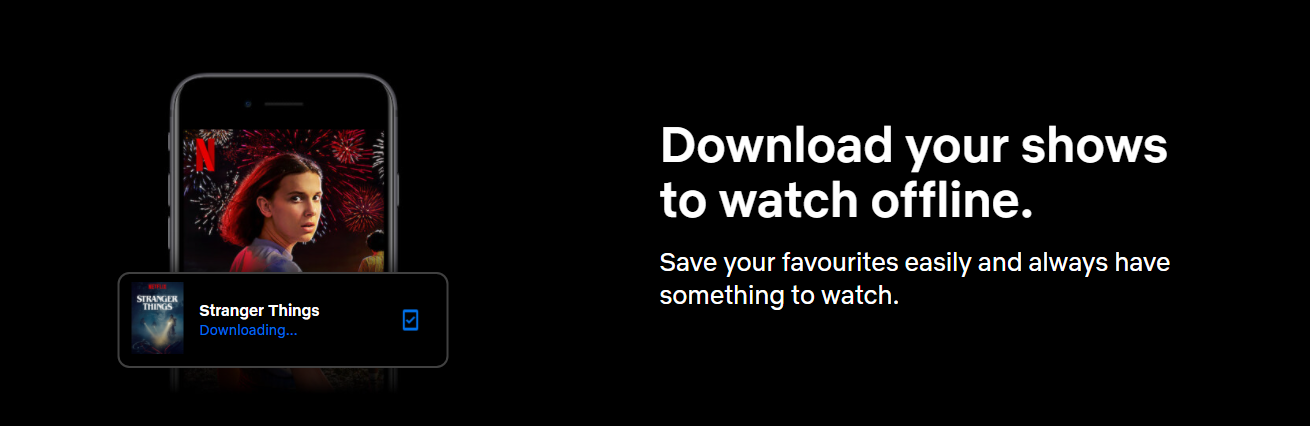 N
Download your shows
to watch offline.
Save your favourites easily and always have
something to watch.
NETFLIX
STRANGER
THINGS
Stranger Things
Downloading...